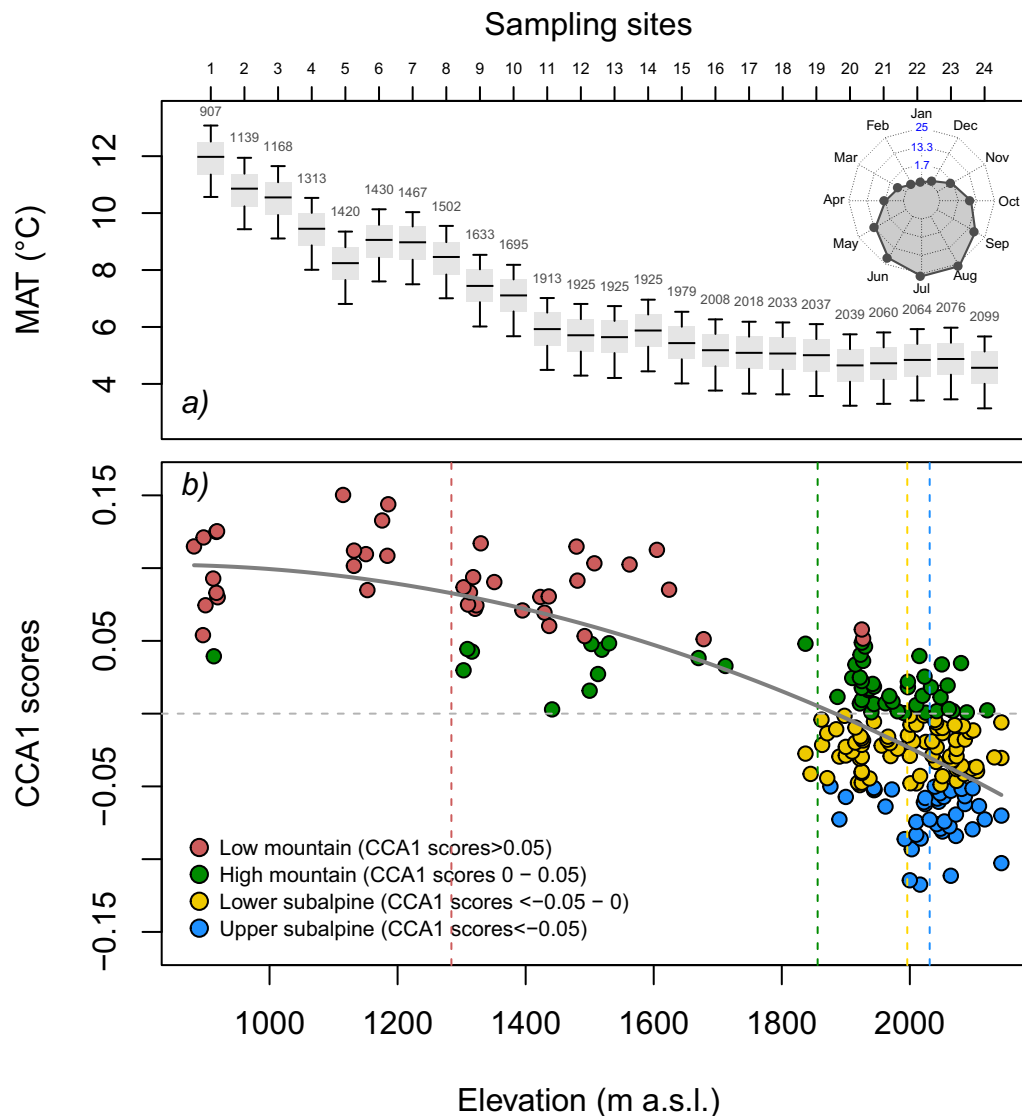 Sampling sites
1 2 3 4 5 6 7 8 9 10 11 12 13 14 15 16 17 18 19 20 21 22 23 24
MAT (°C)
12
10
8
6
4
907 1139 1168 1313 1420 1430 1467 1502 1633 1695 1913 1925 1925 1925 1979 2008 2018 2033 2037 2039 2060 2064 2076 2099
a)
Jan
Feb
Mar
Apr
May
Jun
Jul
Aug
Sep
Oct
Nov
Dec
25
13.3
1.7
b)
CCA1 scores
0.15
0.05
−0.05
−0.15
Low mountain (CCA1 scores>0.05)
High mountain (CCA1 scores 0 − 0.05)
Lower subalpine (CCA1 scores <−0.05 − 0)
Upper subalpine (CCA1 scores<−0.05)
1000 1200 1400 1600 1800 2000
Elevation (m a.s.l.)